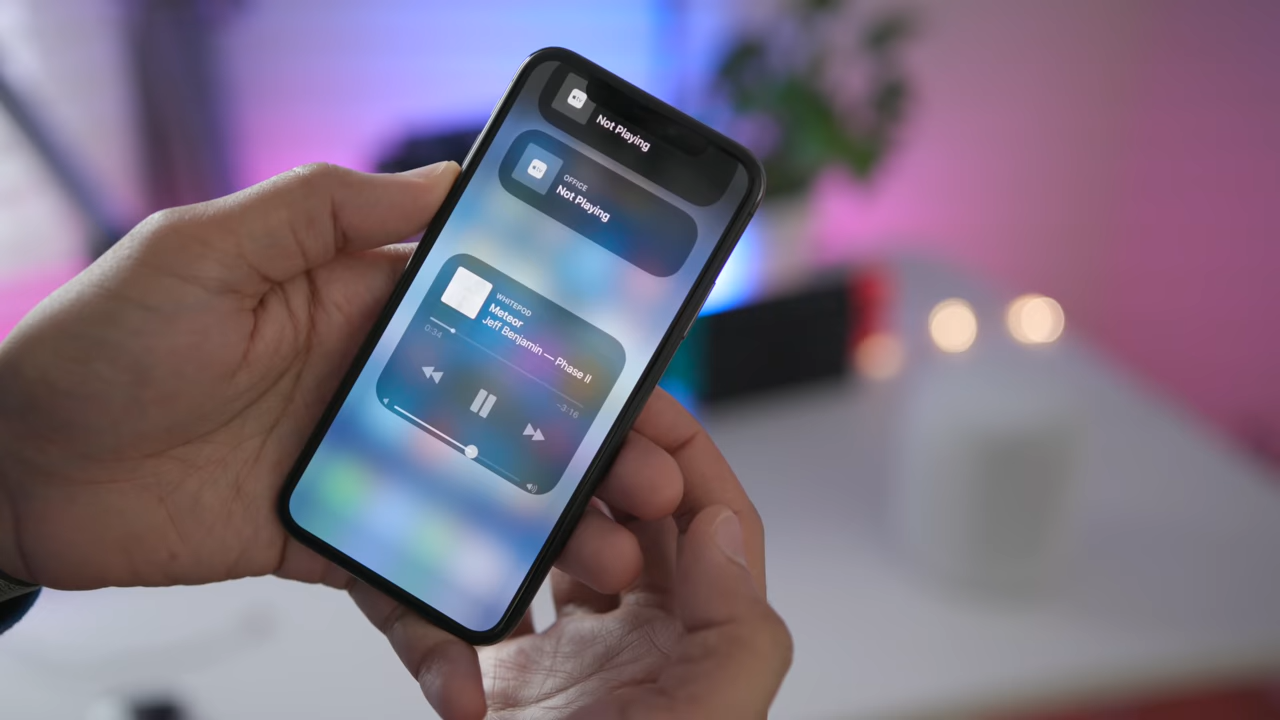 Not Playing
OFFICE
Not Playing
WHITEPOD
Meteor
Jeff Benjamin — Phase II
0:34
-3:16